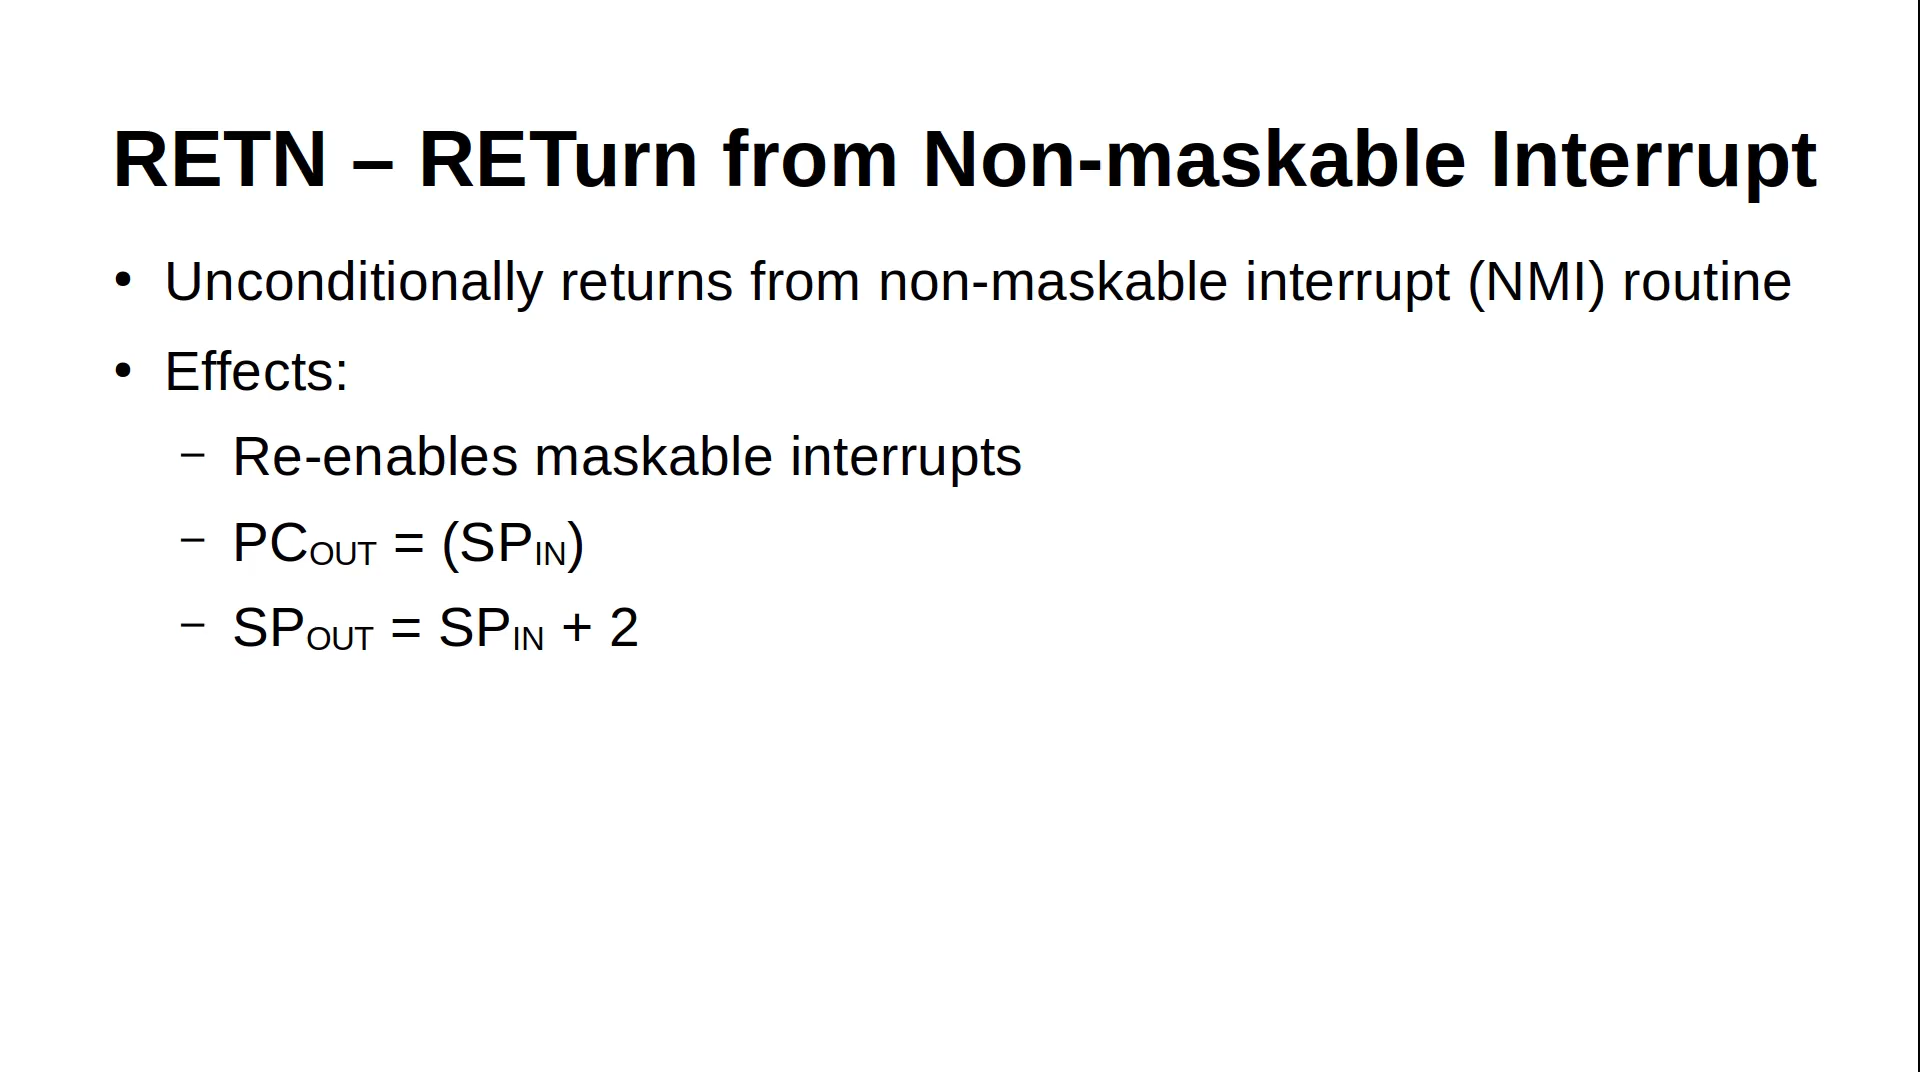 RETN – RETurn from Non-maskable Interrupt
• Unconditionally returns from non-maskable interrupt (NMI) routine
• Effects:
– Re-enables maskable interrupts
– PCOUT = (SPIN)
– SPOUT = SPIN + 2